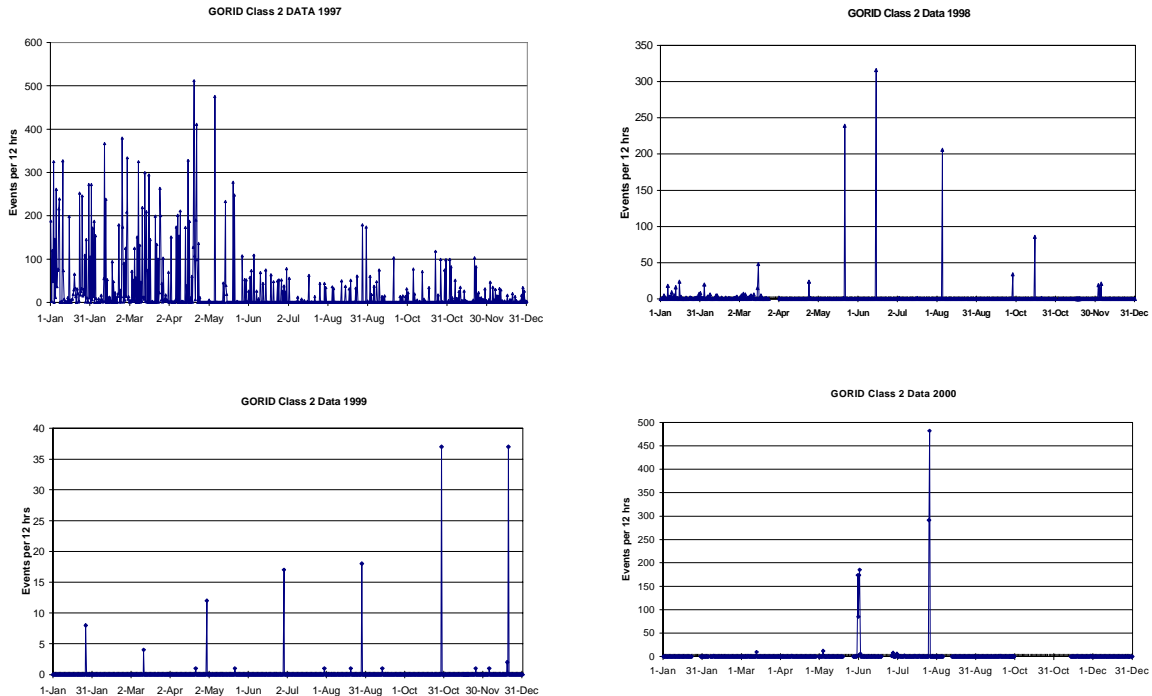 GORID Class 2 DATA 1997
Events per 12 hrs
600
500
400
300
200
100
0
1-Jan 31-Jan 2-Mar 2-Apr 2-May 1-Jun 2-Jul 1-Aug 31-Aug 1-Oct 31-Oct 30-Nov 31-Dec
GORID Class 2 Data 1998
Events per 12 hrs
350
300
250
200
150
100
50
0
1-Jan 31-Jan 2-Mar 2-Apr 2-May 1-Jun 2-Jul 1-Aug 31-Aug 1-Oct 31-Oct 30-Nov 31-Dec
GORID Class 2 Data 1999
Events per 12 hrs
40
35
30
25
20
15
10
5
0
1-Jan 31-Jan 2-Mar 2-Apr 2-May 1-Jun 2-Jul 1-Aug 31-Aug 1-Oct 31-Oct 30-Nov 31-Dec
GORID Class 2 Data 2000
Events per 12 hrs
500
450
400
350
300
250
200
150
100
50
0
1-Jan 31-Jan 2-Mar 1-Apr 1-May 1-Jun 1-Jul 1-Aug 31-Aug 30-Sep 31-Oct 30-Nov 31-Dec